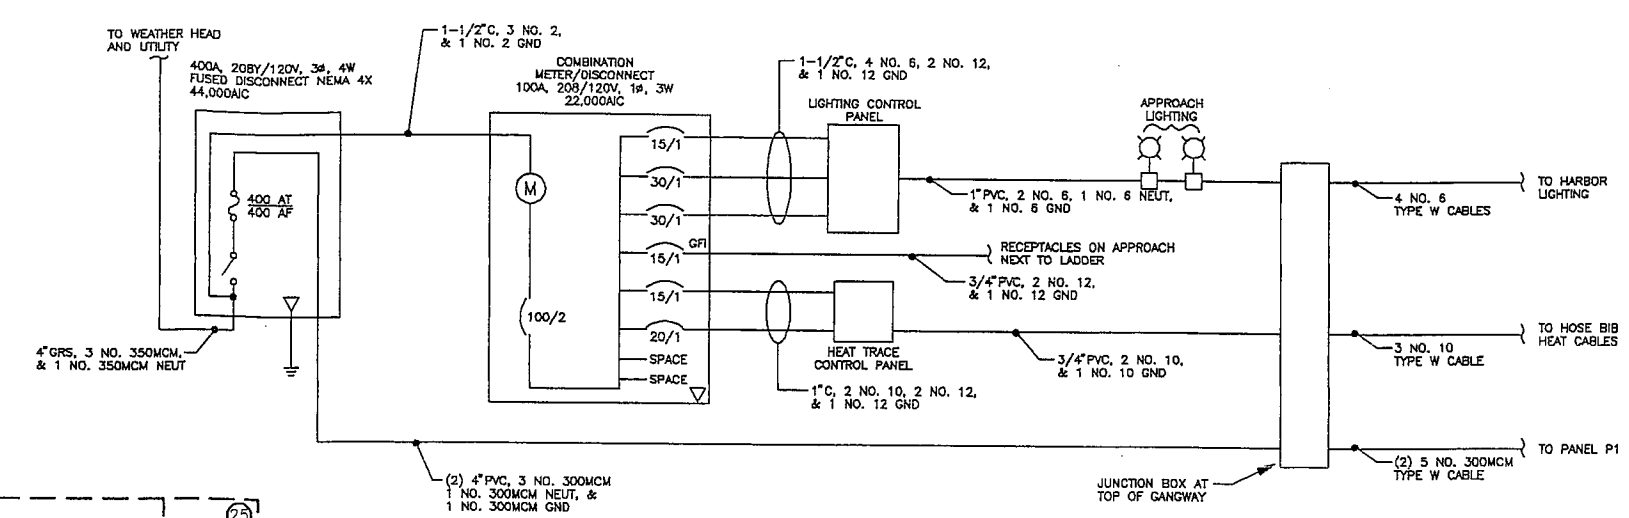 TO WEATHER HEAD
AND UTILITY
400A, 208Y/120V, 3ø, 4W
FUSED DISCONNECT NEMA 4X
44,000AIC
1-1/2"C, 3 NO. 2,
& 1 NO. 2 GND
COMBINATION
METER/DISCONNECT
100A, 208/120V, 1ø, 3W
22,000AIC
1-1/2"C, 4 NO. 6, 2 NO. 12,
& 1 NO. 12 GND
LIGHTING CONTROL
PANEL
APPROACH
LIGHTING
400 AT
400 AF
M
100/2
15/1
30/1
30/1
GFI
15/1
15/1
20/1
SPACE
SPACE
1"PVC, 2 NO. 6, 1 NO. 6 NEUT,
& 1 NO. 6 GND
RECEPTACLES ON APPROACH
NEXT TO LADDER
3/4"PVC, 2 NO. 12,
& 1 NO. 12 GND
HEAT TRACE
CONTROL PANEL
1"C, 2 NO. 10, 2 NO. 12,
& 1 NO. 12 GND
3/4"PVC, 2 NO. 10,
& 1 NO. 10 GND
4 NO. 6
TYPE W CABLES
TO HARBOR
LIGHTING
3 NO. 10
TYPE W CABLE
TO HOSE BIB
HEAT CABLES
4"GRS, 3 NO. 350MCM,
& 1 NO. 350MCM NEUT
(2) 4"PVC, 3 NO. 300MCM
1 NO. 300MCM NEUT, &
1 NO. 300MCM GND
JUNCTION BOX AT
TOP OF GANGWAY
(2) 5 NO. 300MCM
TYPE W CABLE
TO PANEL P1
25